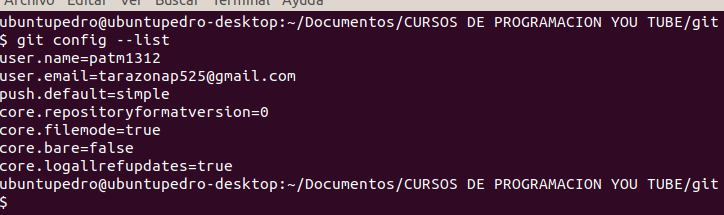 Archivo Editar Ver Buscar Terminal Ayuda
ubuntupedro@ubuntupedro-desktop:~/Documentos/CURSOS DE PROGRAMACION YOU TUBE/git
$ git config --list
user.name=patm1312
user.email=tarazonap525@gmail.com
push.default=simple
core.repositoryformatversion=0
core.filemode=true
core.bare=false
core.logallrefupdates=true
ubuntupedro@ubuntupedro-desktop:~/Documentos/CURSOS DE PROGRAMACION YOU TUBE/git
$